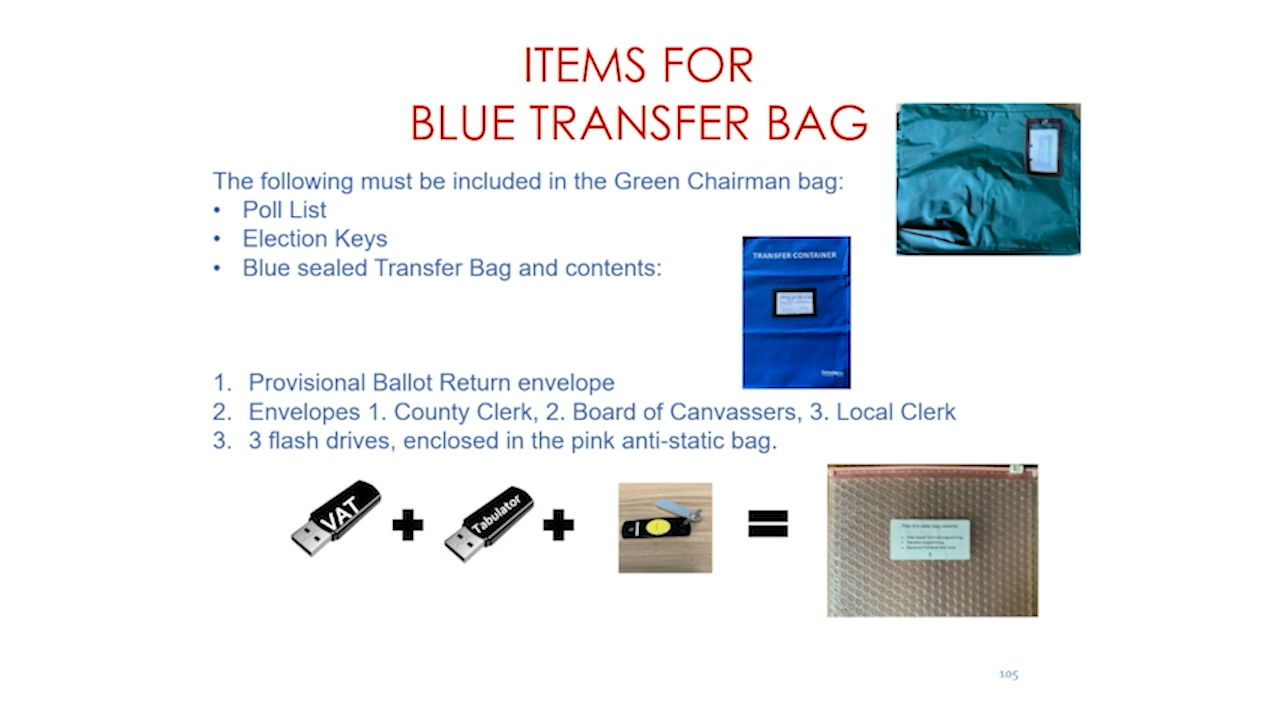 ITEMS FOR
BLUE TRANSFER BAG
The following must be included in the Green Chairman bag:
• Poll List
• Election Keys
• Blue sealed Transfer Bag and contents:
TRANSFER CONTAINER
1. Provisional Ballot Return envelope
2. Envelopes 1. County Clerk, 2. Board of Canvassers, 3. Local Clerk
3. 3 flash drives, enclosed in the pink anti-static bag.
VAT
Tabulator
105